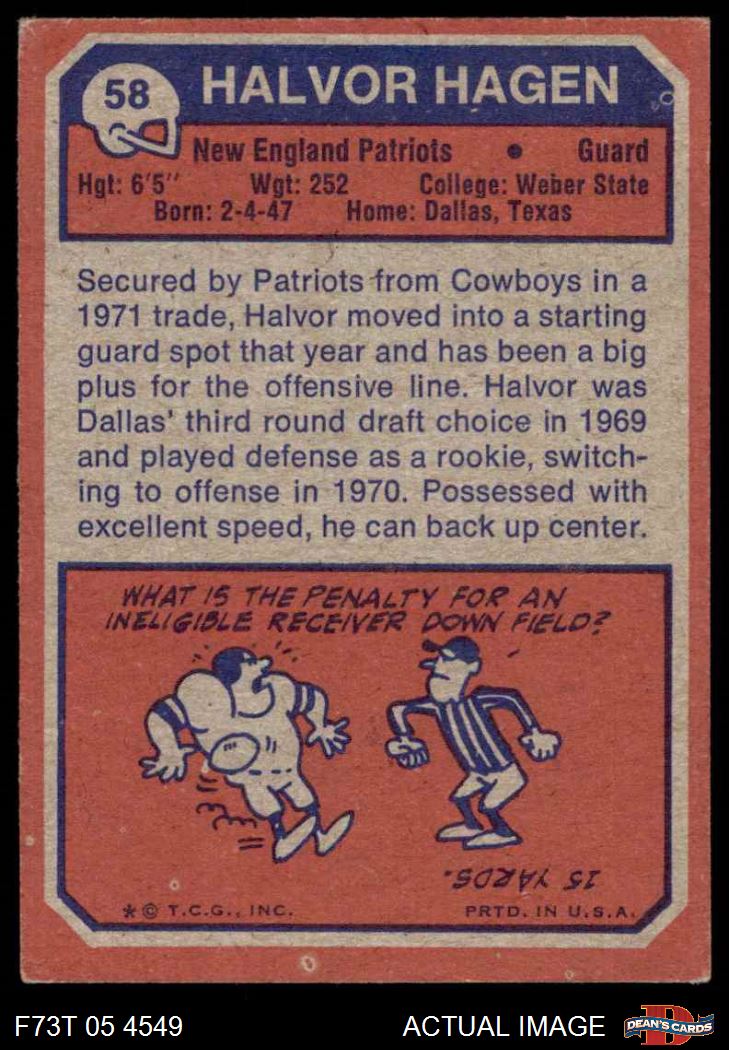 58
HALVOR HAGEN
New England Patriots • Guard
Hgt: 6'5" Wgt: 252 College: Weber State
Born: 2-4-47 Home: Dallas, Texas
Secured by Patriots from Cowboys in a
1971 trade, Halvor moved into a starting
guard spot that year and has been a big
plus for the offensive line. Halvor was
Dallas' third round draft choice in 1969
and played defense as a rookie, switch-
ing to offense in 1970. Possessed with
excellent speed, he can back up center.
WHAT IS THE PENALTY FOR AN
INELIGIBLE RECEIVER DOWN FIELD?
15 YARDS.
* © T.C.G., INC. PRTD. IN U.S.A.
F73T 05 4549 ACTUAL IMAGE
D
DEAN'S CARDS